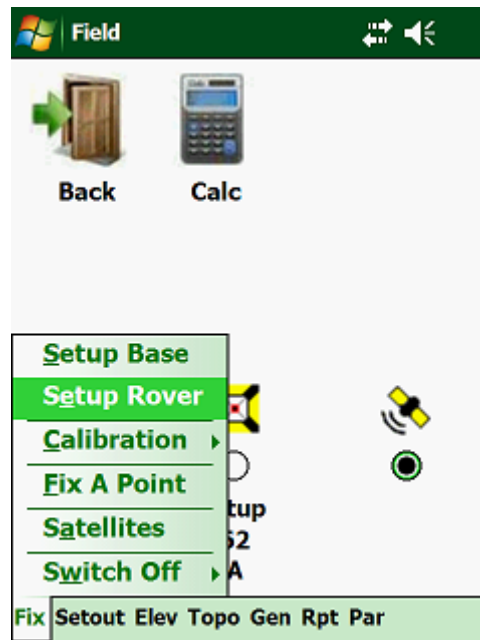 Field
Back Calc
Setup Base
Setup Rover
Calibration
Fix A Point
Satellites
Switch Off
tup
52
A
Fix Setout Elev Topo Gen Rpt Par